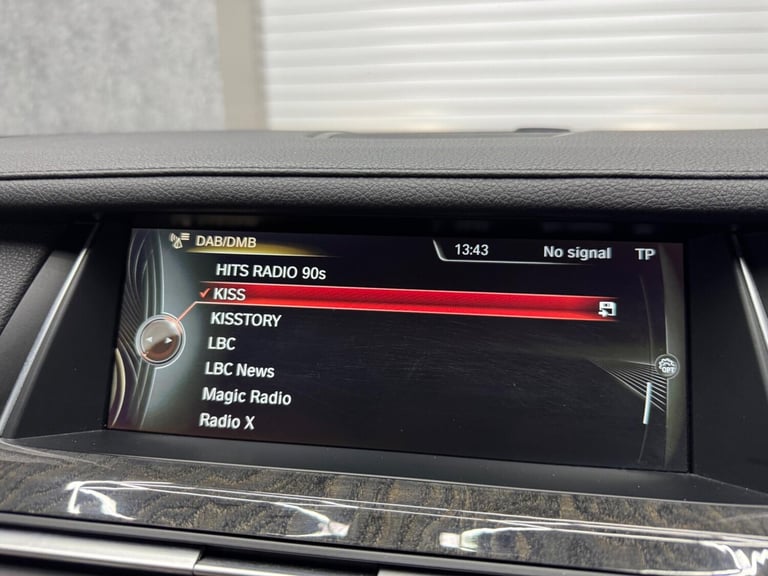 DAB/DMB
13:43
No signal
TP
HITS RADIO 90s
KISS
KISSTORY
LBC
LBC News
Magic Radio
Radio X
OPT